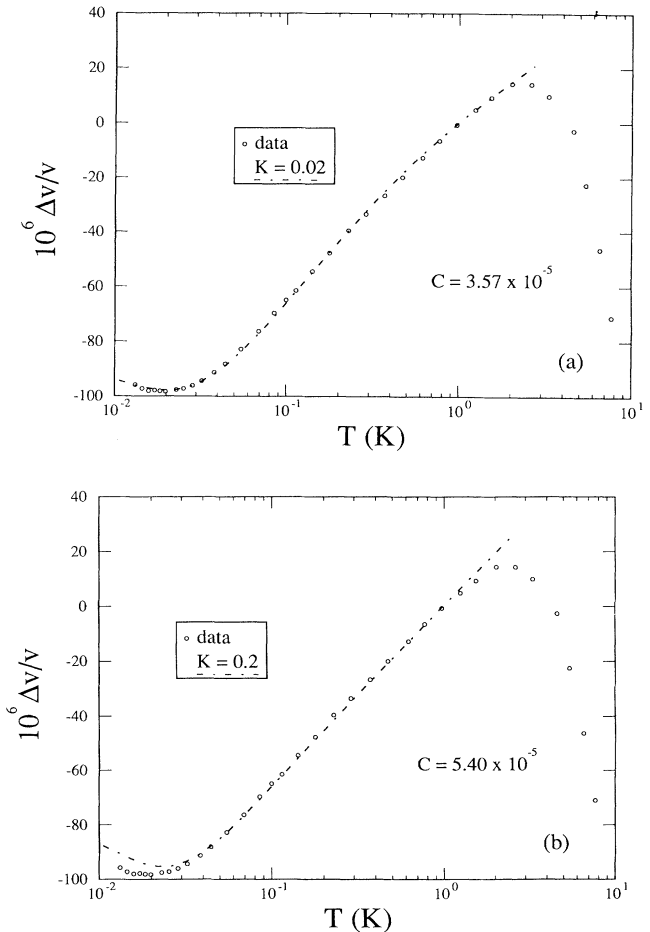 40
20
0
-20
-40
-60
-80
-100
10^6 Δv/v
data
K = 0.02
C = 3.57 x 10^-5
(a)
10^-2 10^-1 10^0 10^1
T (K)
40
20
0
-20
-40
-60
-80
-100
10^6 Δv/v
data
K = 0.2
C = 5.40 x 10^-5
(b)
10^-2 10^-1 10^0 10^1
T (K)